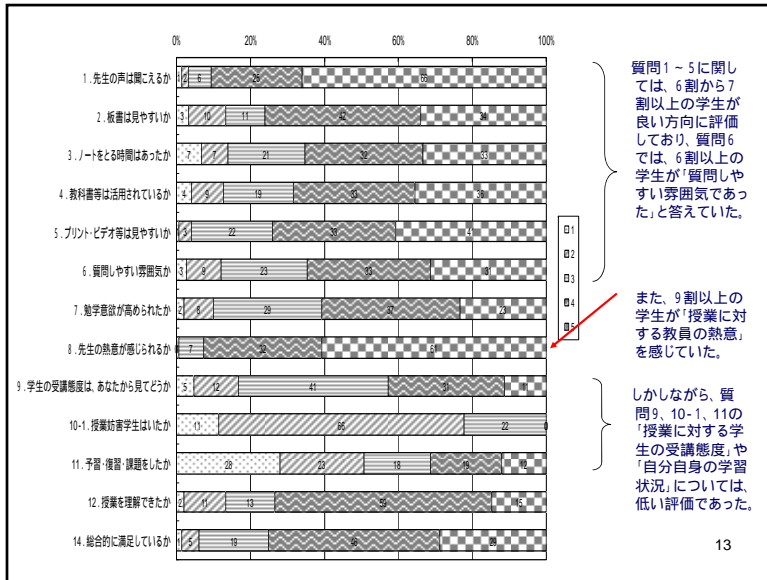 0% 20% 40% 60% 80% 100%
1.先生の声は聞こえるか 1 2 6 25 66
2.板書は見やすいか 3 10 11 42 34
3.ノートをとる時間はあったか 7 7 21 32 33
4.教科書等は活用されているか 4 9 19 33 36
5.プリント・ビデオ等は見やすいか 3 22 33 4
6.質問しやすい雰囲気か 3 9 23 33 3
7.勉学意欲が高められたか 2 8 29 37 23
8.先生の熱意が感じられるか 0 7 32 61
9.学生の受講態度は、あなたから見てどうか 5 12 41 31 11
10-1.授業妨害学生はいたか 11 66 22 0
11.予習・復習・課題をしたか 28 23 18 19 12
12.授業を理解できたか 2 11 13 59 15
14.総合的に満足しているか 1 5 19 46 29
1
2
3
4
5
質問1~5に関し
ては、6割から7
割以上の学生が
良い方向に評価
しており、質問6
では、6割以上の
学生が「質問しや
すい雰囲気であっ
た」と答えていた。
また、9割以上の
学生が「授業に対
する教員の熱意」
を感じていた。
しかしながら、質
問9、10-1、11の
「授業に対する学
生の受講態度」や
「自分自身の学習
状況」については、
低い評価であった。
13